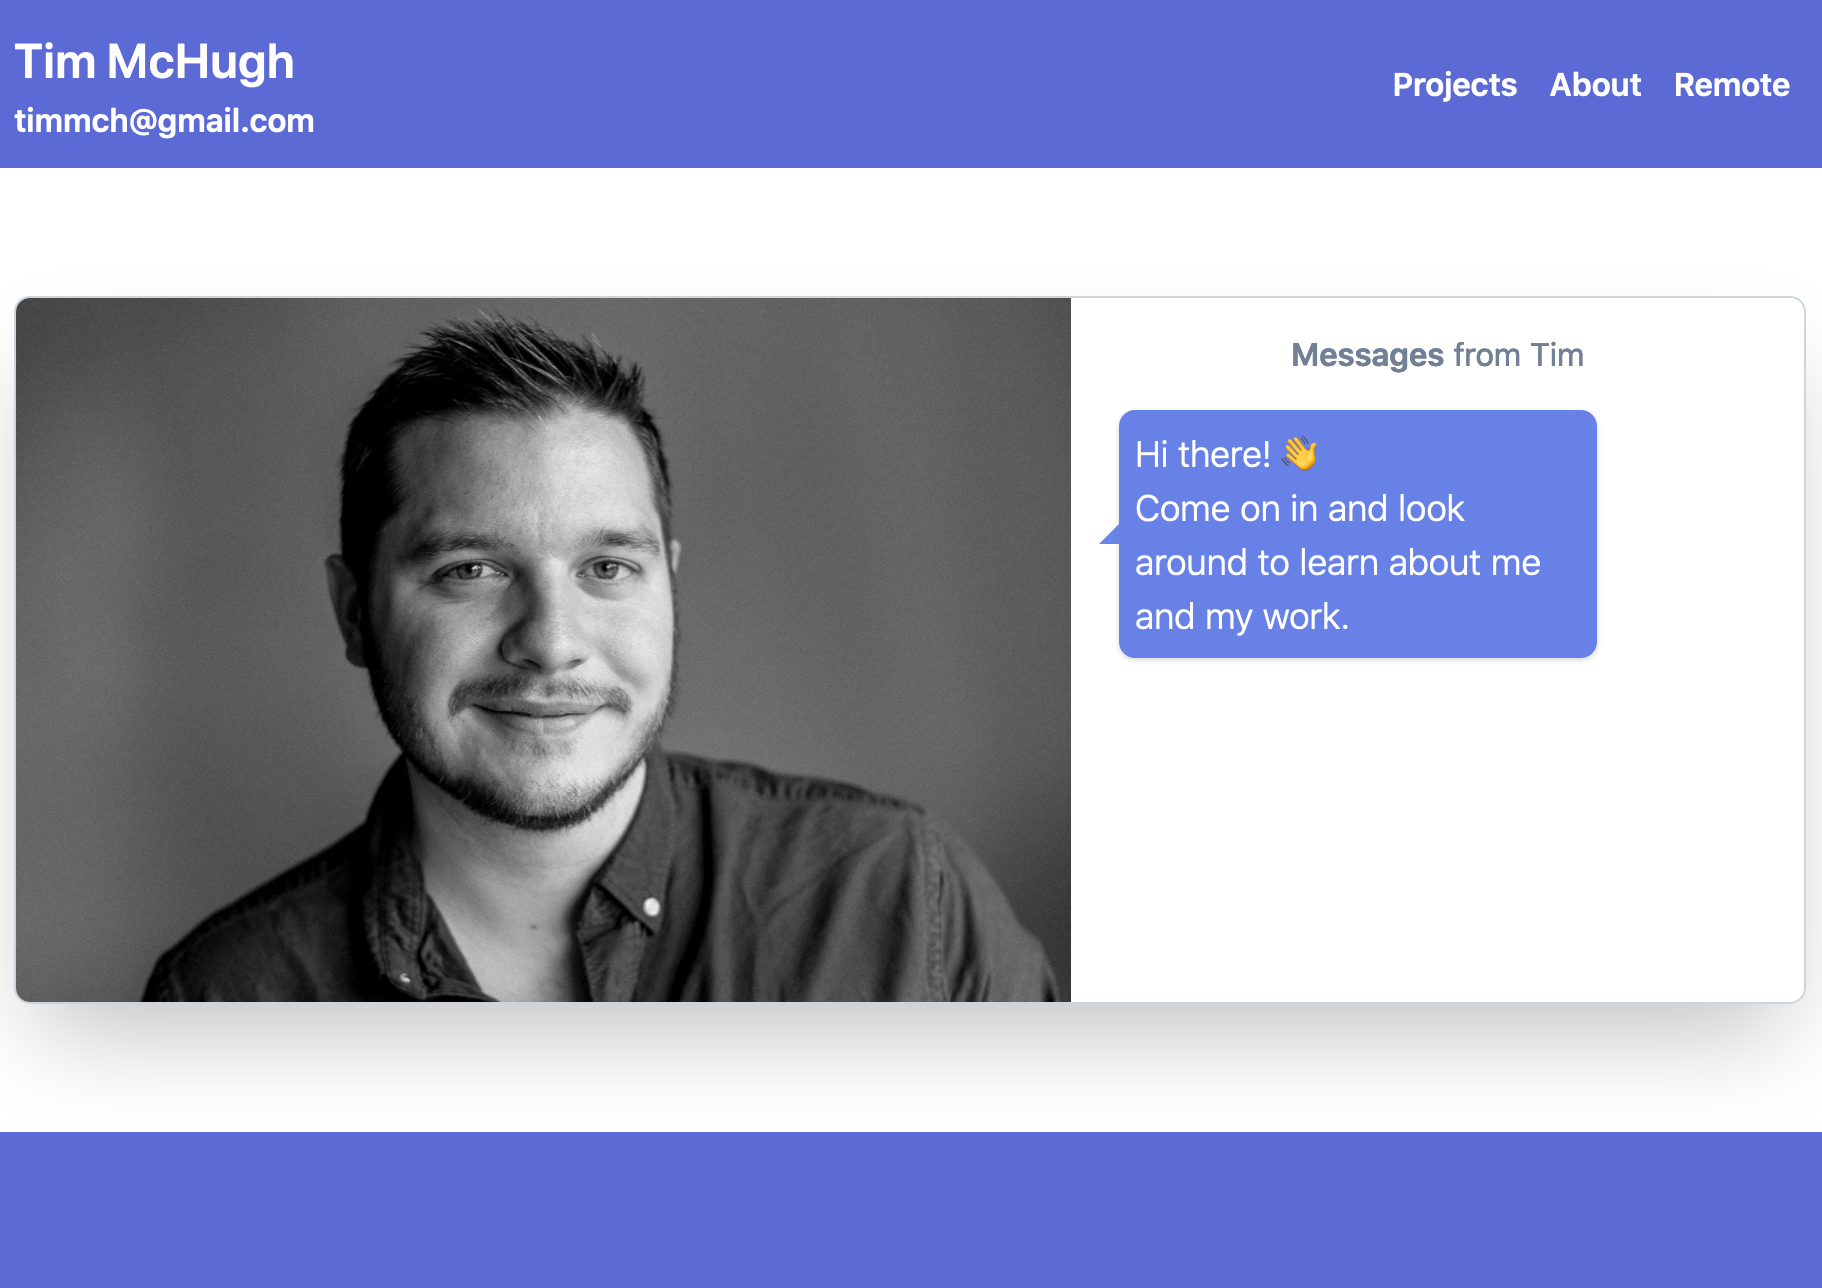 Tim McHugh
timmch@gmail.com
Projects About Remote
Messages from Tim
Hi there! 👋
Come on in and look
around to learn about me
and my work.